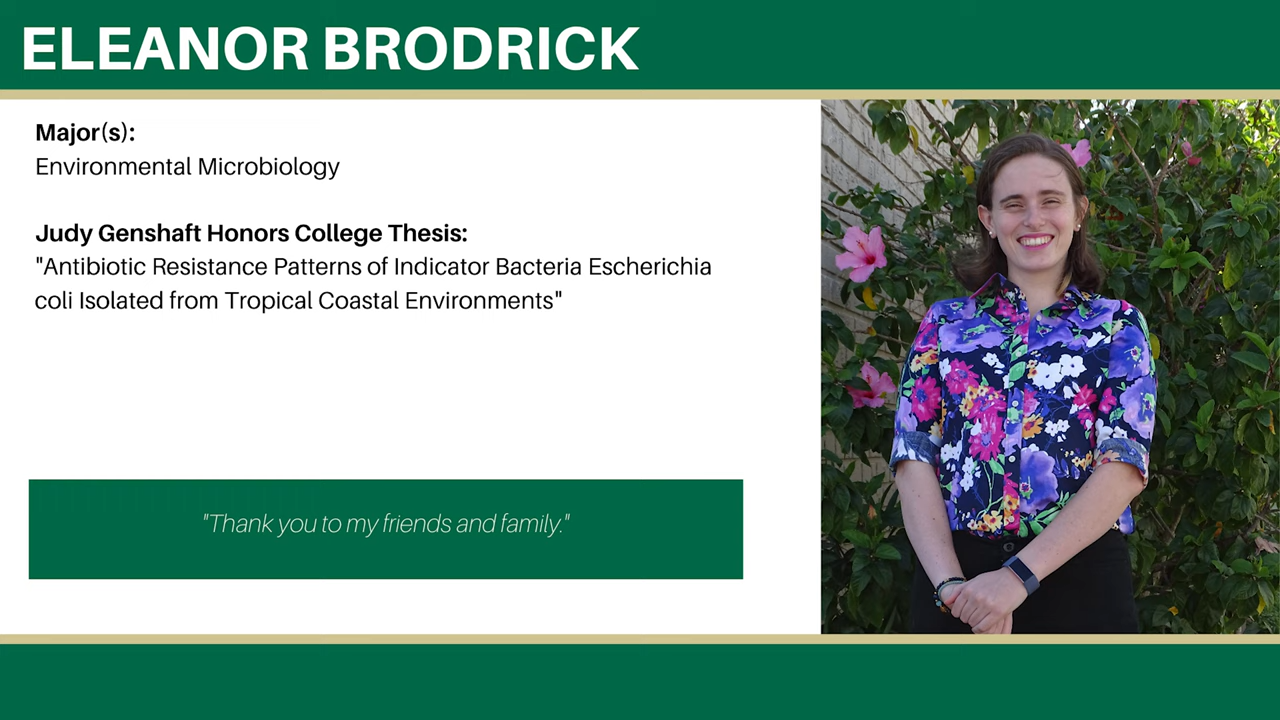 ELEANOR BRODRICK
Major(s):
Environmental Microbiology
Judy Genshaft Honors College Thesis:
"Antibiotic Resistance Patterns of Indicator Bacteria Escherichia
coli Isolated from Tropical Coastal Environments"
"Thank you to my friends and family."